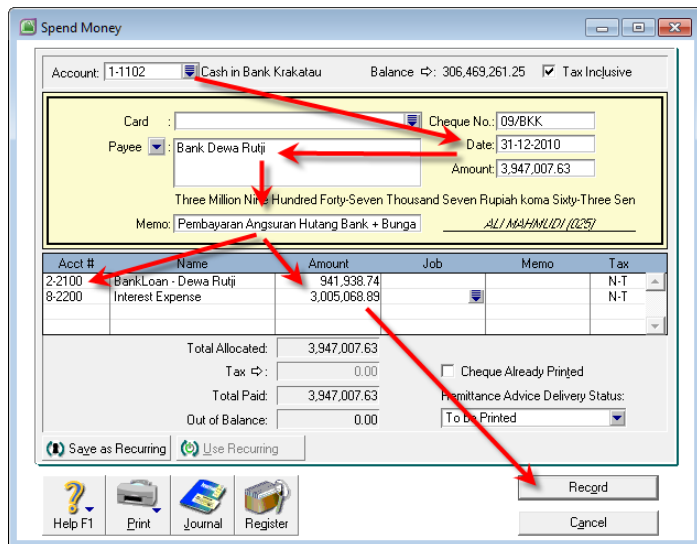 Spend Money
Account: 1-1102 Cash in Bank Krakatau Balance ⇨: 306,469,261.25 Tax Inclusive
Card : Cheque No.: 09/BKK
Payee : Bank Dewa Rutji Date: 31-12-2010
Amount: 3,947,007.63
Three Million Nine Hundred Forty-Seven Thousand Seven Rupiah koma Sixty-Three Sen
Memo: Pembayaran Angsuran Hutang Bank + Bunga ALI MAHMUDI (025)
Acct # Name Amount Job Memo Tax
2-2100 BankLoan - Dewa Rutji 941,938.74 N-T
8-2200 Interest Expense 3,005,068.89 N-T
Total Allocated: 3,947,007.63
Tax ⇨: 0.00 Cheque Already Printed
Total Paid: 3,947,007.63 Remittance Advice Delivery Status:
Out of Balance: 0.00 To be Printed
Save as Recurring Use Recurring
Record
Help F1 Print Journal Register Cancel